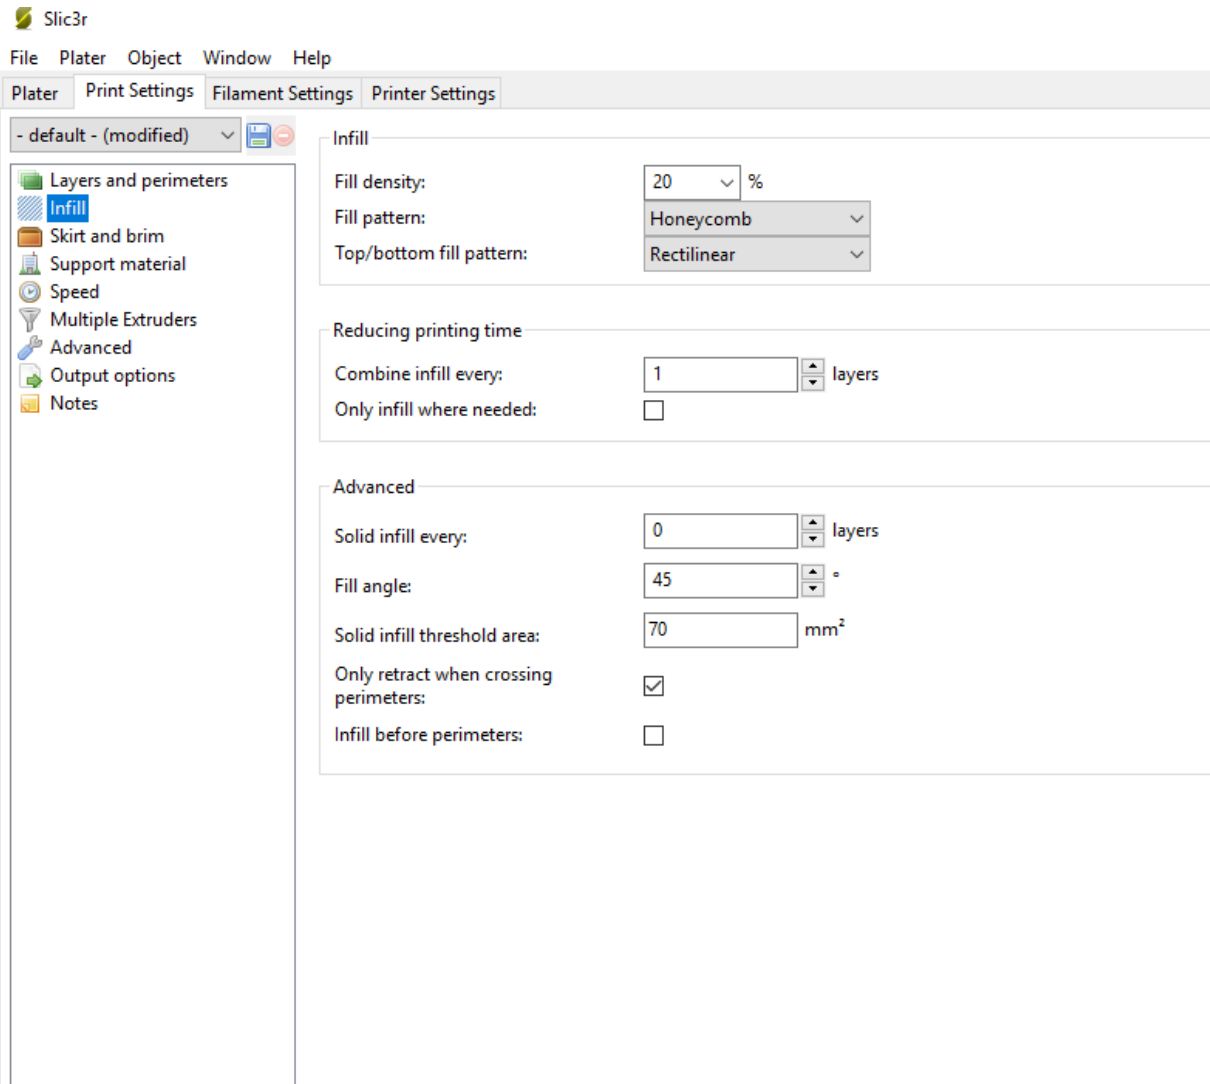 Slic3r
File Plater Object Window Help
Plater Print Settings Filament Settings Printer Settings
- default - (modified)
Layers and perimeters
Infill
Skirt and brim
Support material
Speed
Multiple Extruders
Advanced
Output options
Notes
Infill
Fill density: 20 %
Fill pattern: Honeycomb
Top/bottom fill pattern: Rectilinear
Reducing printing time
Combine infill every: 1 layers
Only infill where needed:
Advanced
Solid infill every: 0 layers
Fill angle: 45 °
Solid infill threshold area: 70 mm²
Only retract when crossing
perimeters:
Infill before perimeters: